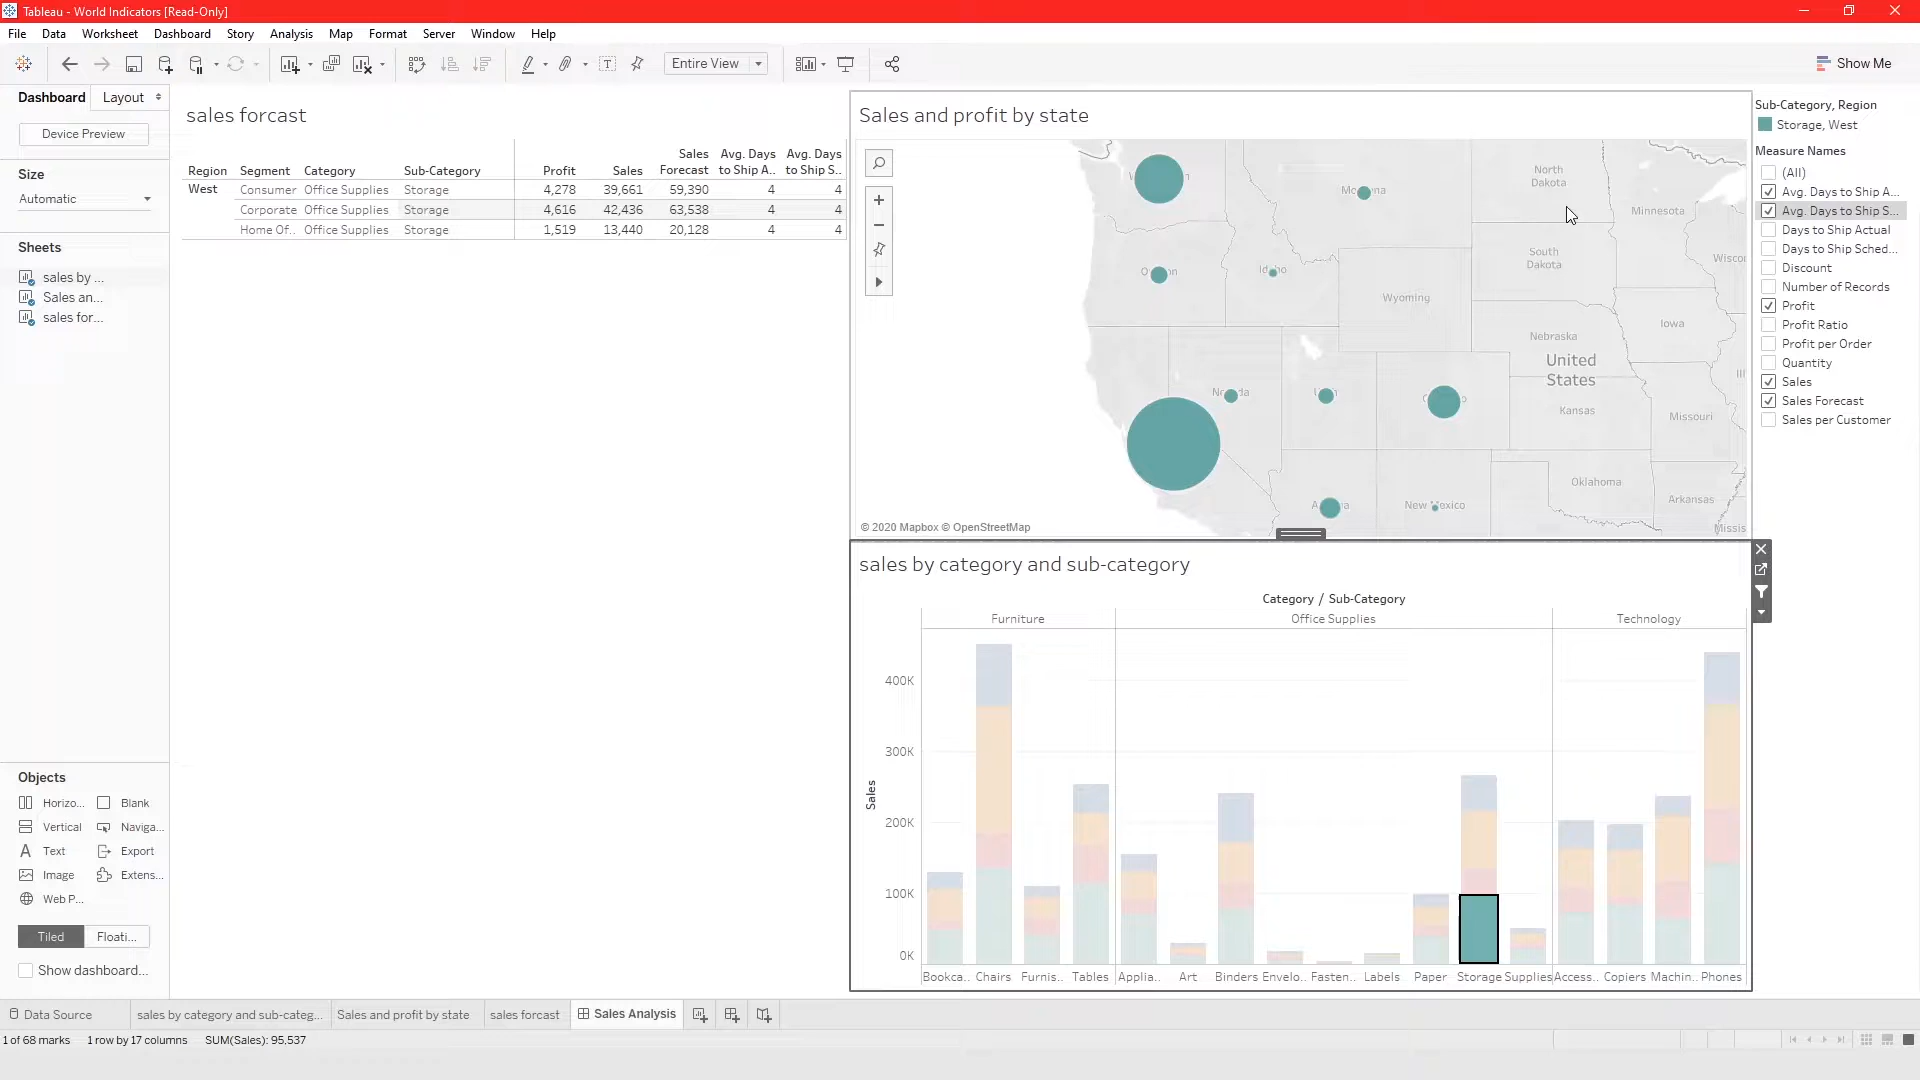 Tableau - World Indicators [Read-Only]
File Data Worksheet Dashboard Story Analysis Map Format Server Window Help
Entire View
Show Me
Dashboard Layout
Device Preview
Size
Automatic
Sheets
sales by ...
Sales an...
sales for...
Objects
Horizo... Blank
Vertical Naviga...
Text Export
Image Extens...
Web P...
Tiled Floati...
Show dashboard...
sales forcast
Region Segment Category Sub-Category Profit Sales Sales Forecast Avg. Days to Ship A.. Avg. Days to Ship S..
West Consumer Office Supplies Storage 4,278 39,661 59,390 4 4
Corporate Office Supplies Storage 4,616 42,436 63,538 4 4
Home Of.. Office Supplies Storage 1,519 13,440 20,128 4 4
Sales and profit by state
North Dakota
Minnesota
South Dakota
Wyoming
Nebraska
Iowa
United States
Kansas
Missouri
Oklahoma
Arkansas
© 2020 Mapbox © OpenStreetMap
sales by category and sub-category
Category / Sub-Category
Furniture Office Supplies Technology
Sales
400K
300K
200K
100K
0K
Bookca.. Chairs Furnis.. Tables Applia.. Art Binders Envelo.. Fasten.. Labels Paper Storage Supplies Access.. Copiers Machin.. Phones
Sub-Category, Region
Storage, West
Measure Names
(All)
Avg. Days to Ship A...
Avg. Days to Ship S...
Days to Ship Actual
Days to Ship Sched...
Discount
Number of Records
Profit
Profit Ratio
Profit per Order
Quantity
Sales
Sales Forecast
Sales per Customer
Data Source sales by category and sub-categ... Sales and profit by state sales forcast Sales Analysis
1 of 68 marks 1 row by 17 columns SUM(Sales): 95,537